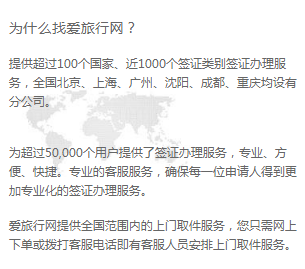 为什么找爱旅行网？
提供超过100个国家、近1000个签证类别签证办理服
务，全国北京、上海、广州、沈阳、成都、重庆均设有
分公司。
为超过50,000个用户提供了签证办理服务，专业、方
便、快捷。专业的客服服务，确保每一位申请人得到更
加专业化的签证办理服务。
爱旅行网提供全国范围内的上门取件服务，您只需网上
下单或拨打客服电话即有客服人员安排上门取件服务。